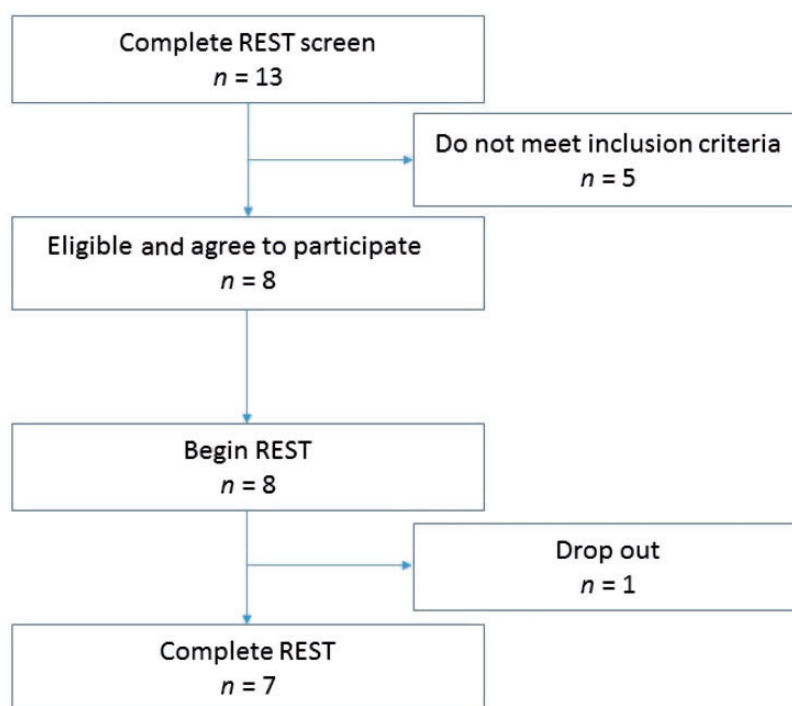 Complete REST screen
n = 13
Do not meet inclusion criteria
n = 5
Eligible and agree to participate
n = 8
Begin REST
n = 8
Drop out
n = 1
Complete REST
n = 7